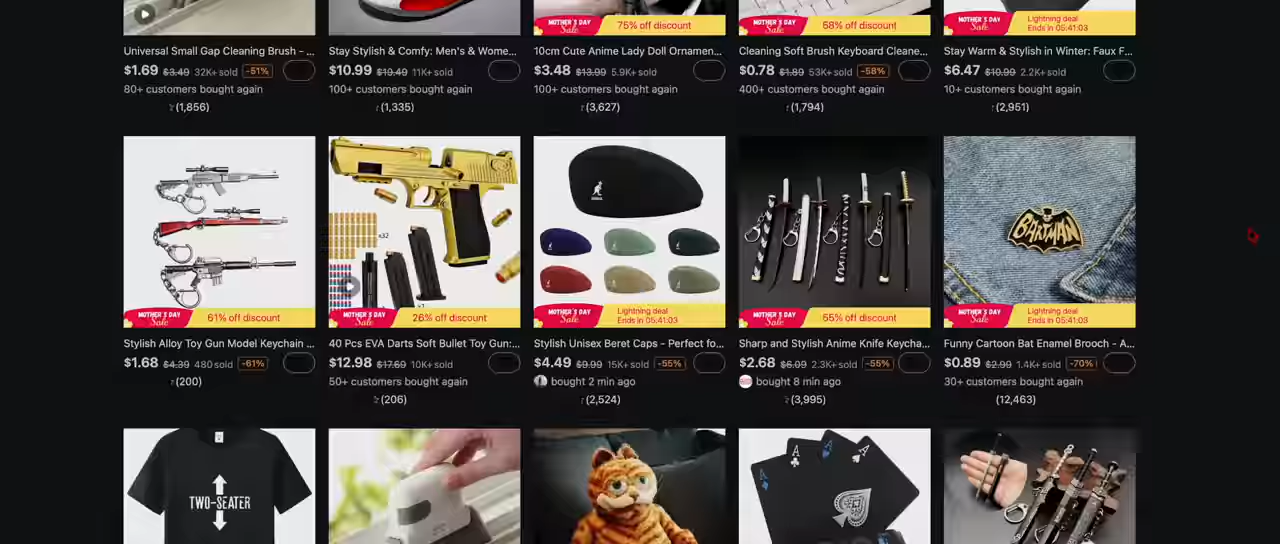 MOTHER'S DAY Sale 75% off discount
MOTHER'S DAY Sale 68% off discount
MOTHER'S DAY Sale Lightning deal Ends in 05:41:03
Universal Small Gap Cleaning Brush - ...
$1.69 $3.49 32K+ sold -51%
80+ customers bought again
(1,856)
Stay Stylish & Comfy: Men's & Wome...
$10.99 $19.49 11K+ sold
100+ customers bought again
(1,335)
10cm Cute Anime Lady Doll Ornamen...
$3.48 $13.99 5.9K+ sold
100+ customers bought again
(3,627)
Cleaning Soft Brush Keyboard Cleane...
$0.78 $1.89 53K+ sold -58%
400+ customers bought again
(1,794)
Stay Warm & Stylish in Winter: Faux F...
$6.47 $10.99 2.2K+ sold
10+ customers bought again
(2,951)
MOTHER'S DAY Sale 61% off discount
Stylish Alloy Toy Gun Model Keychain ...
$1.68 $4.39 480 sold -61%
(200)
x32
MOTHER'S DAY Sale 26% off discount
40 Pcs EVA Darts Soft Bullet Toy Gun:...
$12.98 $17.69 10K+ sold
50+ customers bought again
(206)
MOTHER'S DAY Sale Lightning deal Ends in 05:41:03
Stylish Unisex Beret Caps - Perfect fo...
$4.49 $9.99 15K+ sold -55%
bought 2 min ago
(2,524)
MOTHER'S DAY Sale 55% off discount
Sharp and Stylish Anime Knife Keycha...
$2.68 $6.09 2.3K+ sold -55%
bought 8 min ago
(3,995)
BARTMAN
MOTHER'S DAY Sale Lightning deal Ends in 05:41:03
Funny Cartoon Bat Enamel Brooch - A...
$0.89 $2.99 1.4K+ sold -70%
30+ customers bought again
(12,463)
TWO-SEATER
A
A
A
A